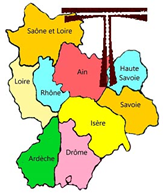 Saône et Loire
Ain
Haute
Savoie
Loire
Rhône
Savoie
Isère
Ardèche
Drôme